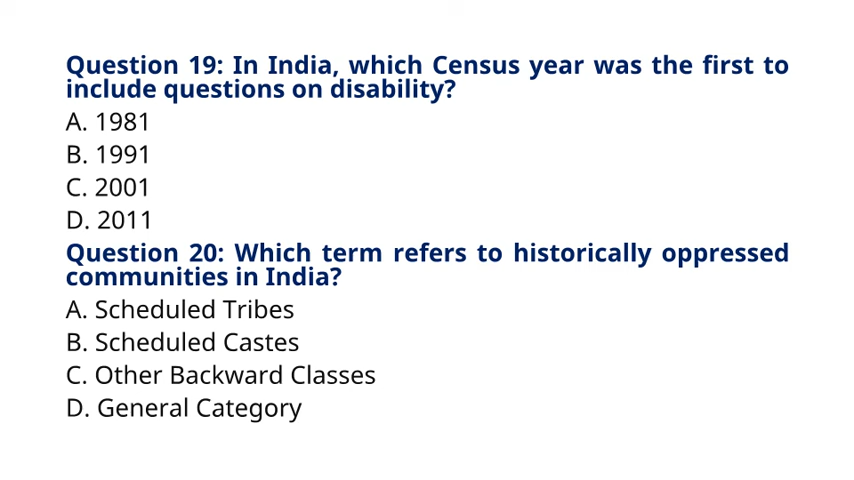 Question 19: In India, which Census year was the first to
include questions on disability?
A. 1981
B. 1991
C. 2001
D. 2011
Question 20: Which term refers to historically oppressed
communities in India?
A. Scheduled Tribes
B. Scheduled Castes
C. Other Backward Classes
D. General Category